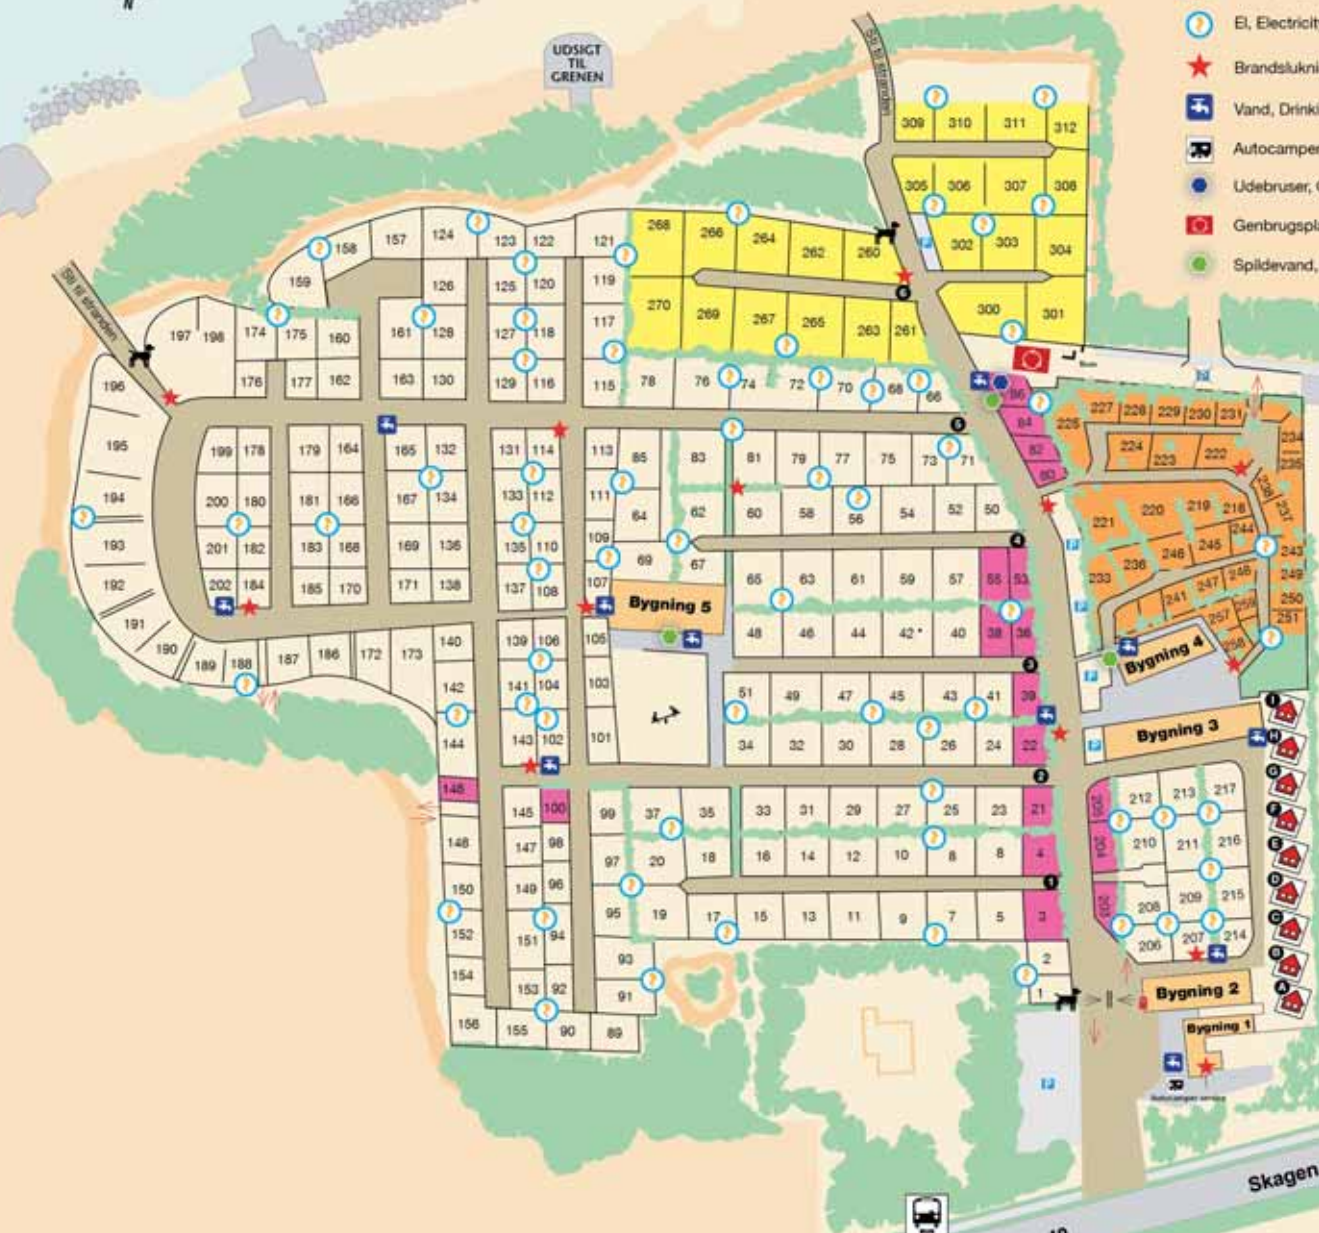 N
UDSIGT
TIL
GRENEN
Sti til stranden
El, Electricity
Brandslukni
Vand, Drinki
Autocamper
Udebruser,
Genbrugspl
Spildevand,
309 310 311 312
305 306 307 308
302 303 304
300 301
268 266 264 262 260
270 269 267 265 263 261
6
159 158 157 124 123 122 121
126 125 120 119
197 198 174 175 160 161 128 127 118 117
176 177 162 163 130 129 116 115 78 76 74 72 70 68 66
Sti til stranden
196
195
194
193
192
191
190
189 188 187 186 172 173 140
5
199 178 179 164 165 132 131 114 113 85 83 81 79 77 75 73 71
200 180 181 166 167 134 133 112 111 64 62 60 58 56 54 52 50
201 182 183 168 169 136 135 110 109 69 67
4
202 184 185 170 171 138 137 108 107
65 63 61 59 57 55 53
Bygning 5
48 46 44 42 40 38 36
3
139 106 105
142 141 104 103
144 143 102 101
51 49 47 45 43 41 39
34 32 30 28 26 24 22
2
86
84
82
80
225 227 228 229 230 231
224 223 222
234
235
238
237
221 220 219 218
244
233 236 246 245 243
241 247 248 249
257 259 250
251
258
Bygning 4
Bygning 3
I
H
G
F
E
D
C
B
A
145 100 99 37 35 33 31 29 27 25 23 21
148 147 98 97 20 18 16 14 12 10 8 4
1
150 149 96 95 19 17 15 13 11 9 7 5 3
152 151 94 93
154 153 92 91
156 155 90 89
2
1
205
204
203
212 213 217
210 211 216
208 209 215
206 207 214
Bygning 2
Bygning 1
Autocamper service
Skagen